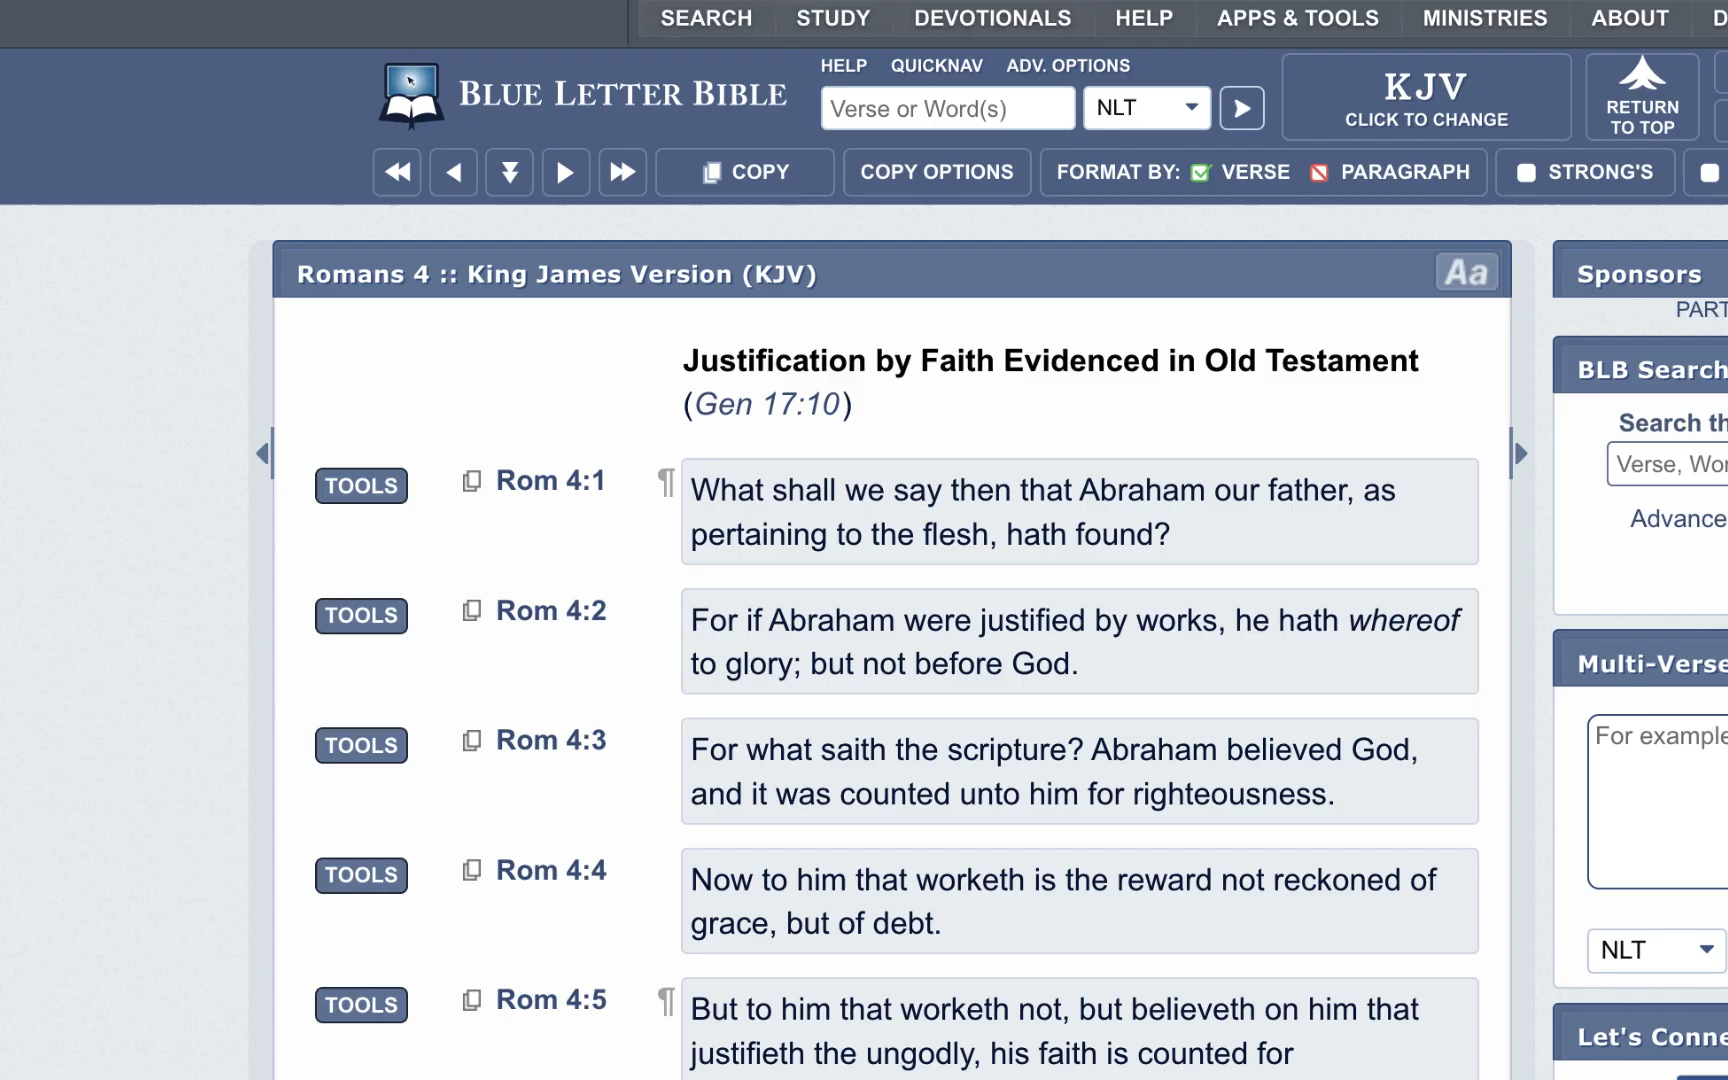 SEARCH STUDY DEVOTIONALS HELP APPS & TOOLS MINISTRIES ABOUT D
BLUE LETTER BIBLE
HELP QUICKNAV ADV. OPTIONS
Verse or Word(s) NLT
KJV
CLICK TO CHANGE
RETURN
TO TOP
COPY COPY OPTIONS FORMAT BY: VERSE PARAGRAPH STRONG'S
Romans 4 :: King James Version (KJV) Aa
Justification by Faith Evidenced in Old Testament
(Gen 17:10)
TOOLS Rom 4:1 ¶ What shall we say then that Abraham our father, as
pertaining to the flesh, hath found?
TOOLS Rom 4:2 For if Abraham were justified by works, he hath whereof
to glory; but not before God.
TOOLS Rom 4:3 For what saith the scripture? Abraham believed God,
and it was counted unto him for righteousness.
TOOLS Rom 4:4 Now to him that worketh is the reward not reckoned of
grace, but of debt.
TOOLS Rom 4:5 ¶ But to him that worketh not, but believeth on him that
justifieth the ungodly, his faith is counted for
Sponsors
PART
BLB Search
Search th
Verse, Wor
Advance
Multi-Verse
For example
NLT
Let's Conne